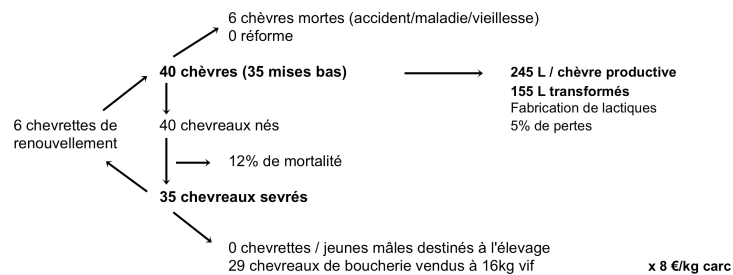 6 chèvres mortes (accident/maladie/vieillesse)
0 réforme
40 chèvres (35 mises bas)
245 L / chèvre productive
155 L transformés
Fabrication de lactiques
5% de pertes
6 chevrettes de
renouvellement
40 chevreaux nés
12% de mortalité
35 chevreaux sevrés
0 chevrettes / jeunes mâles destinés à l'élevage
29 chevreaux de boucherie vendus à 16kg vif
x 8 €/kg carc